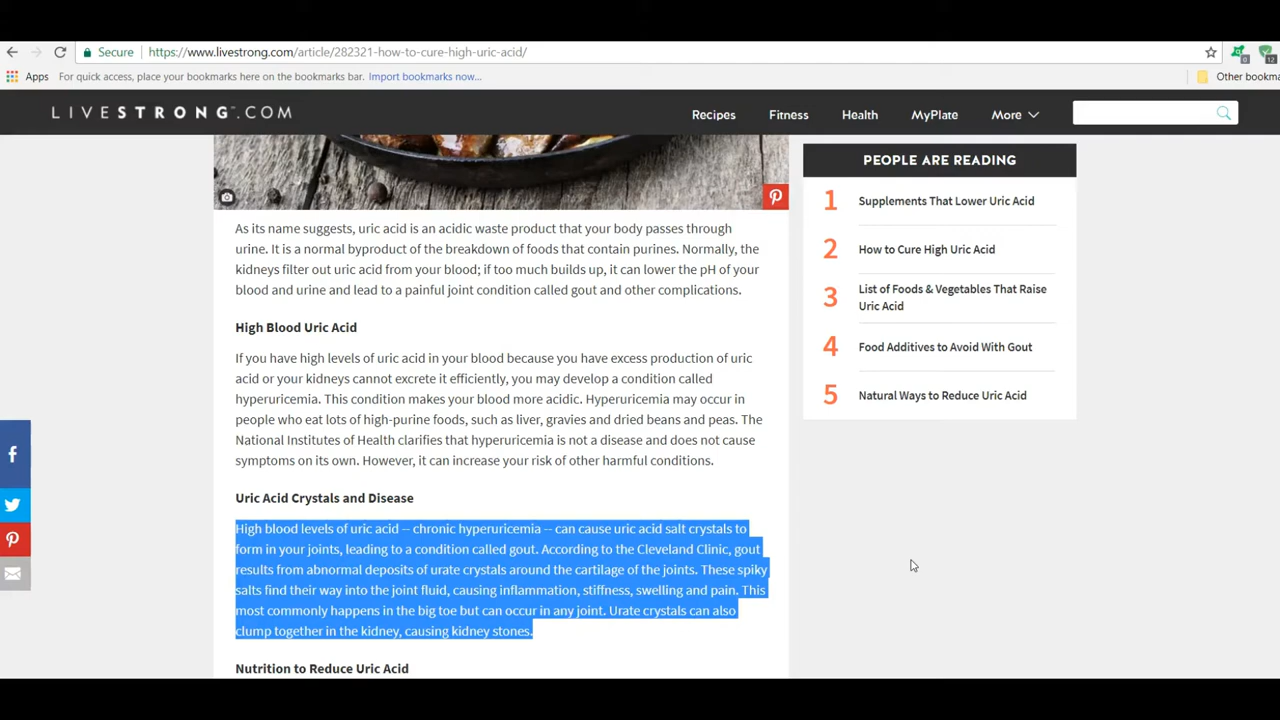 Secure https://www.livestrong.com/article/282321-how-to-cure-high-uric-acid/
0
12
Apps For quick access, place your bookmarks here on the bookmarks bar. Import bookmarks now...
Other bookma
LIVESTRONG.COM
Recipes Fitness Health MyPlate More
As its name suggests, uric acid is an acidic waste product that your body passes through
urine. It is a normal byproduct of the breakdown of foods that contain purines. Normally, the
kidneys filter out uric acid from your blood; if too much builds up, it can lower the pH of your
blood and urine and lead to a painful joint condition called gout and other complications.
High Blood Uric Acid
If you have high levels of uric acid in your blood because you have excess production of uric
acid or your kidneys cannot excrete it efficiently, you may develop a condition called
hyperuricemia. This condition makes your blood more acidic. Hyperuricemia may occur in
people who eat lots of high-purine foods, such as liver, gravies and dried beans and peas. The
National Institutes of Health clarifies that hyperuricemia is not a disease and does not cause
symptoms on its own. However, it can increase your risk of other harmful conditions.
Uric Acid Crystals and Disease
High blood levels of uric acid -- chronic hyperuricemia -- can cause uric acid salt crystals to
form in your joints, leading to a condition called gout. According to the Cleveland Clinic, gout
results from abnormal deposits of urate crystals around the cartilage of the joints. These spiky
salts find their way into the joint fluid, causing inflammation, stiffness, swelling and pain. This
most commonly happens in the big toe but can occur in any joint. Urate crystals can also
clump together in the kidney, causing kidney stones.
Nutrition to Reduce Uric Acid
PEOPLE ARE READING
1 Supplements That Lower Uric Acid
2 How to Cure High Uric Acid
3 List of Foods & Vegetables That Raise
Uric Acid
4 Food Additives to Avoid With Gout
5 Natural Ways to Reduce Uric Acid